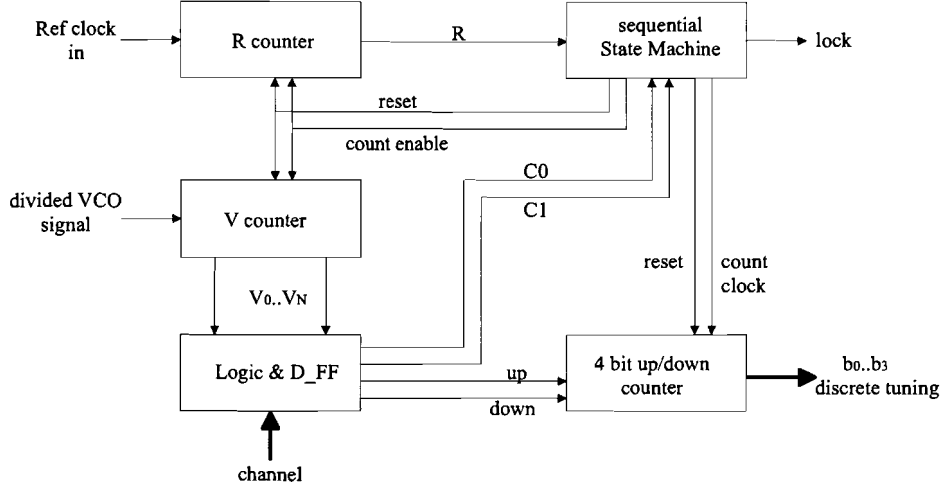 Ref clock
in
R counter
R
sequential
State Machine
lock
reset
count enable
C0
C1
divided VCO
signal
V counter
reset
count
clock
V0..VN
Logic & D_FF
up
down
4 bit up/down
counter
b0..b3
discrete tuning
channel